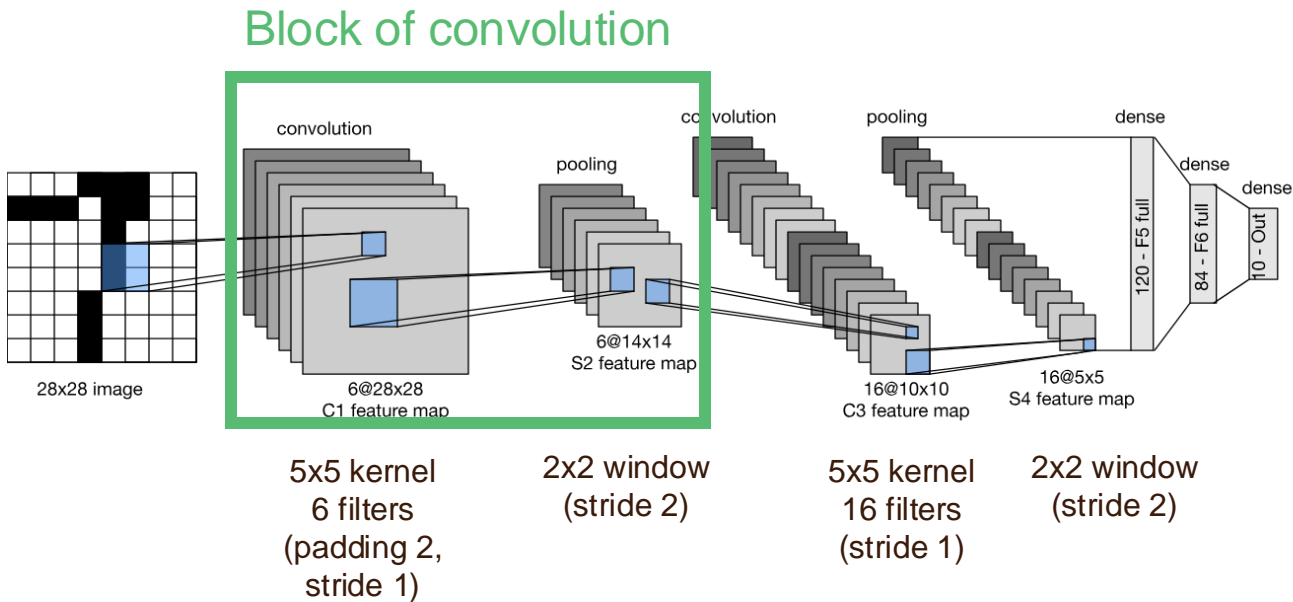 Block of convolution
convolution
pooling
convolution
pooling
dense
dense
dense
28x28 image
6@28x28
C1 feature map
6@14x14
S2 feature map
16@10x10
C3 feature map
16@5x5
S4 feature map
120 - F5 full
84 - F6 full
10 - Out
5x5 kernel
6 filters
(padding 2,
stride 1)
2x2 window
(stride 2)
5x5 kernel
16 filters
(stride 1)
2x2 window
(stride 2)